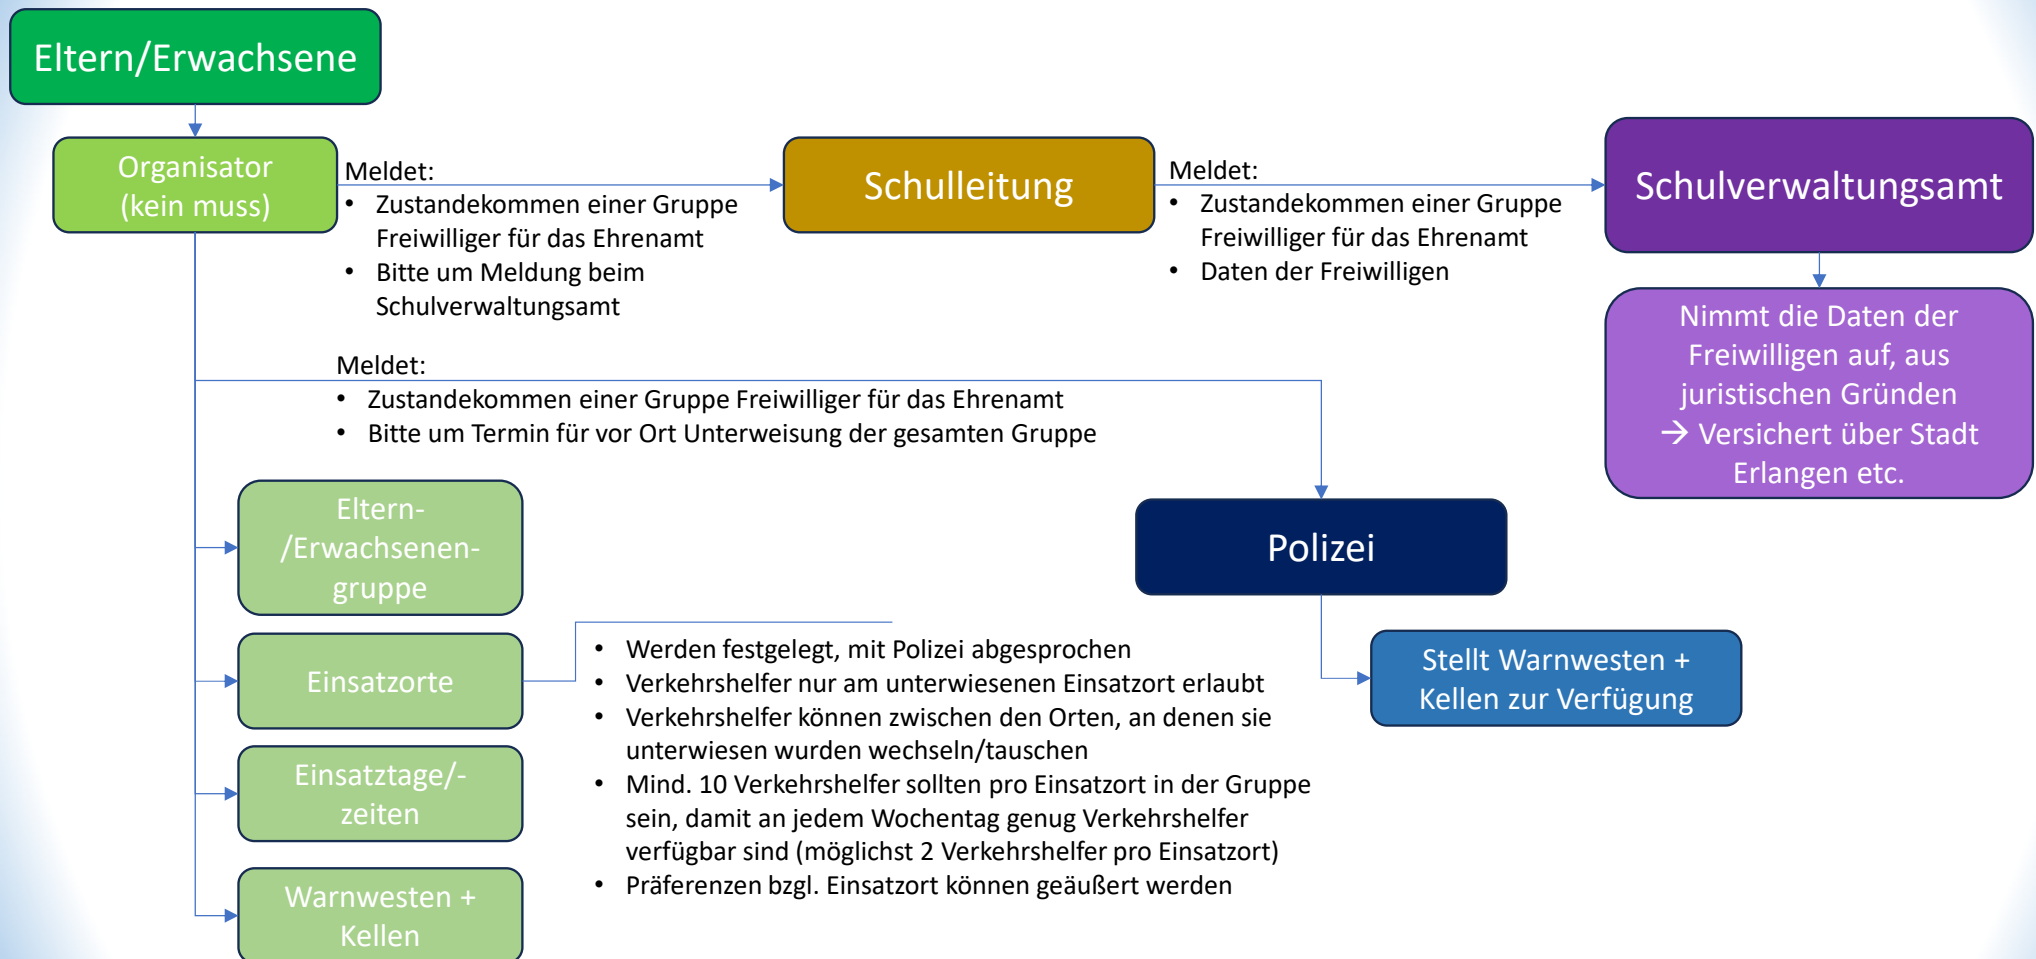 Eltern/Erwachsene
Organisator
(kein muss)
Meldet:
• Zustandekommen einer Gruppe
Freiwilliger für das Ehrenamt
• Bitte um Meldung beim
Schulverwaltungsamt
Schulleitung
Meldet:
• Zustandekommen einer Gruppe
Freiwilliger für das Ehrenamt
• Daten der Freiwilligen
Schulverwaltungsamt
Nimmt die Daten der
Freiwilligen auf, aus
juristischen Gründen
→ Versichert über Stadt
Erlangen etc.
Meldet:
• Zustandekommen einer Gruppe Freiwilliger für das Ehrenamt
• Bitte um Termin für vor Ort Unterweisung der gesamten Gruppe
Polizei
Stellt Warnwesten +
Kellen zur Verfügung
Eltern-
/Erwachsenen-
gruppe
Einsatzorte
• Werden festgelegt, mit Polizei abgesprochen
• Verkehrshelfer nur am unterwiesenen Einsatzort erlaubt
• Verkehrshelfer können zwischen den Orten, an denen sie
unterwiesen wurden wechseln/tauschen
• Mind. 10 Verkehrshelfer sollten pro Einsatzort in der Gruppe
sein, damit an jedem Wochentag genug Verkehrshelfer
verfügbar sind (möglichst 2 Verkehrshelfer pro Einsatzort)
• Präferenzen bzgl. Einsatzort können geäußert werden
Einsatztage/-
zeiten
Warnwesten +
Kellen